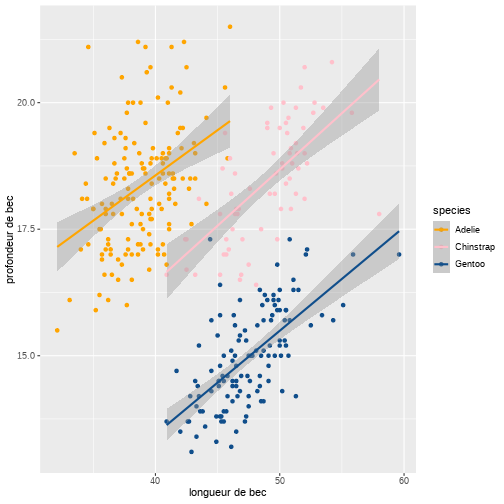 20.0
17.5
15.0
profondeur de bec
40
50
60
longueur de bec
species
Adelie
Chinstrap
Gentoo